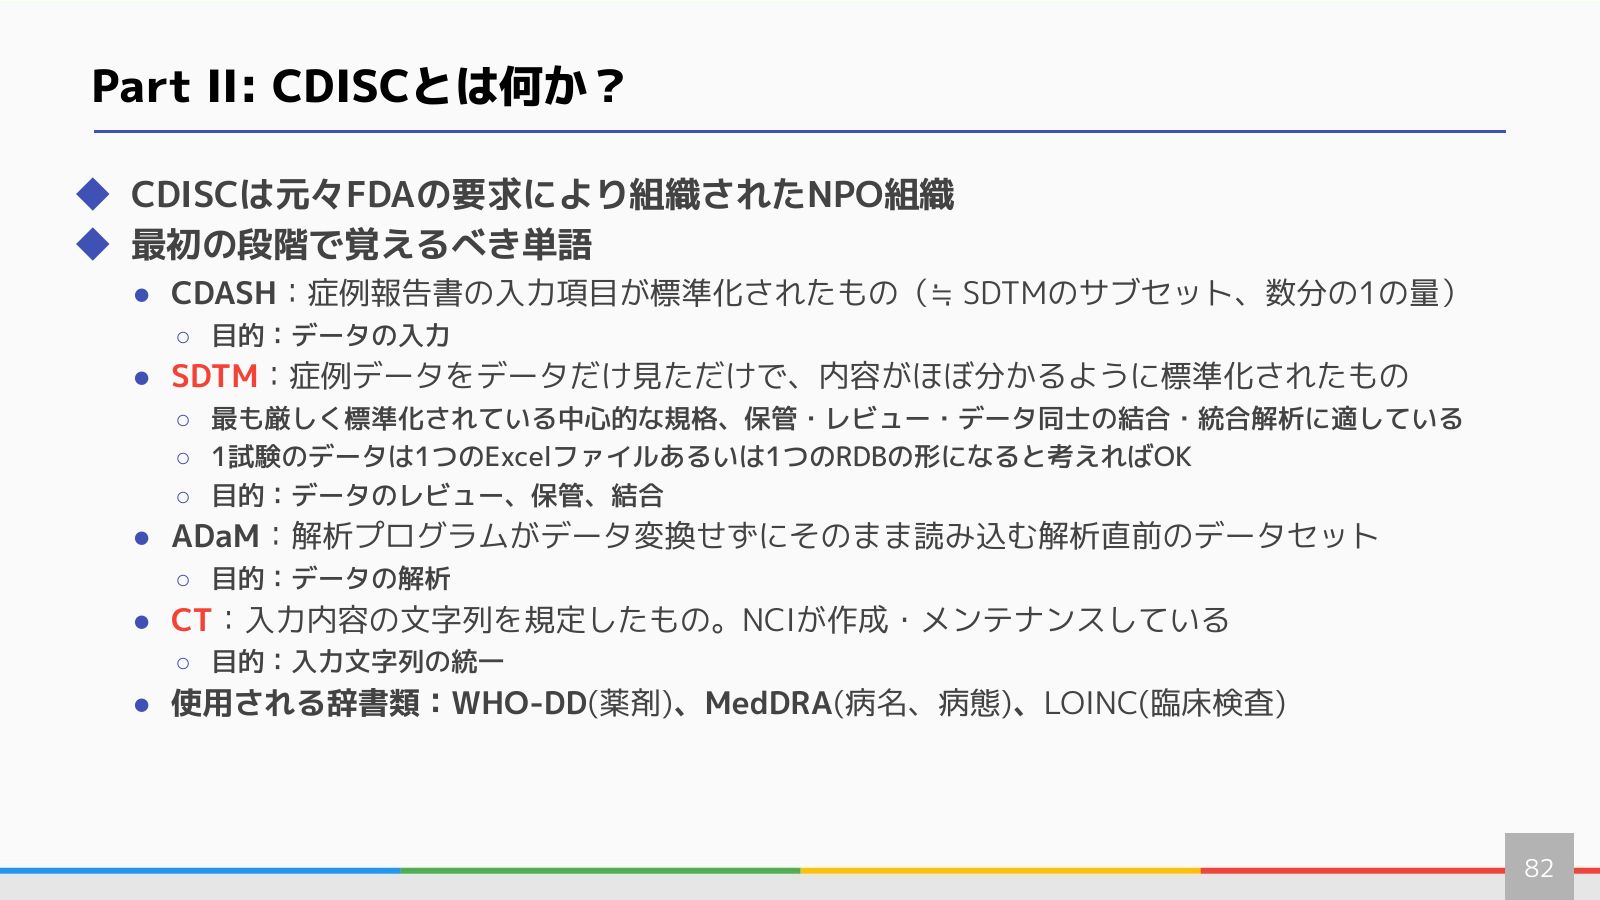 Part II: CDISCとは何か？
◆ CDISCは元々FDAの要求により組織されたNPO組織
◆ 最初の段階で覚えるべき単語
● CDASH：症例報告書の入力項目が標準化されたもの（≒ SDTMのサブセット、数分の1の量）
○ 目的：データの入力
● SDTM：症例データをデータだけ見ただけで、内容がほぼ分かるように標準化されたもの
○ 最も厳しく標準化されている中心的な規格、保管・レビュー・データ同士の結合・統合解析に適している
○ 1試験のデータは1つのExcelファイルあるいは1つのRDBの形になると考えればOK
○ 目的：データのレビュー、保管、結合
● ADaM：解析プログラムがデータ変換せずにそのまま読み込む解析直前のデータセット
○ 目的：データの解析
● CT：入力内容の文字列を規定したもの。NCIが作成・メンテナンスしている
○ 目的：入力文字列の統一
● 使用される辞書類：WHO-DD(薬剤)、MedDRA(病名、病態)、LOINC(臨床検査)
82